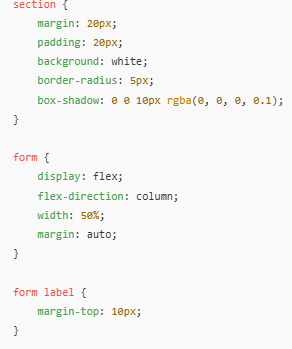 section {
    margin: 20px;
    padding: 20px;
    background: white;
    border-radius: 5px;
    box-shadow: 0 0 10px rgba(0, 0, 0, 0.1);
}

form {
    display: flex;
    flex-direction: column;
    width: 50%;
    margin: auto;
}

form label {
    margin-top: 10px;
}